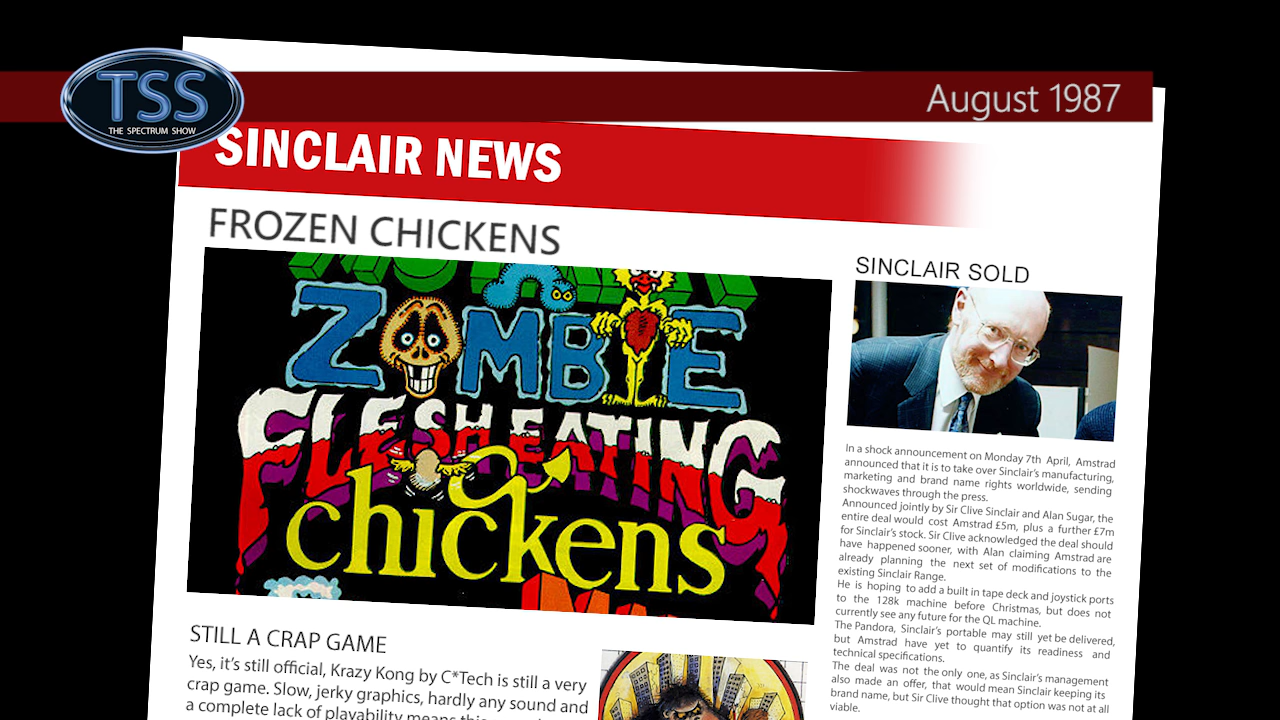 TSS
THE SPECTRUM SHOW
August 1987
SINCLAIR NEWS
FROZEN CHICKENS
ZOMBIE
FLESH EATING
chickens
STILL A CRAP GAME
Yes, it's still official, Krazy Kong by C*Tech is still a very
crap game. Slow, jerky graphics, hardly any sound and
a complete lack of playability means this
SINCLAIR SOLD
In a shock announcement on Monday 7th April, Amstrad
announced that it is to take over Sinclair's manufacturing,
marketing and brand name rights worldwide, sending
shockwaves through the press.
Announced jointly by Sir Clive Sinclair and Alan Sugar, the
entire deal would cost Amstrad £5m, plus a further £7m
for Sinclair's stock. Sir Clive acknowledged the deal should
have happened sooner, with Alan claiming Amstrad are
already planning the next set of modifications to the
existing Sinclair Range.
He is hoping to add a built in tape deck and joystick ports
to the 128k machine before Christmas, but does not
currently see any future for the QL machine.
The Pandora, Sinclair's portable may still yet be delivered,
but Amstrad have yet to quantify its readiness and
technical specifications.
The deal was not the only one, as Sinclair's management
also made an offer, that would mean Sinclair keeping its
brand name, but Sir Clive thought that option was not at all
viable.